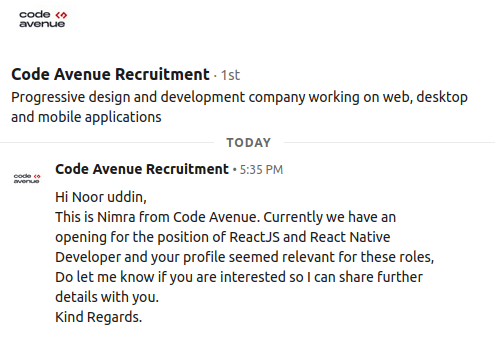 code
avenue
Code Avenue Recruitment · 1st
Progressive design and development company working on web, desktop
and mobile applications
TODAY
code
avenue
Code Avenue Recruitment • 5:35 PM
Hi Noor uddin,
This is Nimra from Code Avenue. Currently we have an
opening for the position of ReactJS and React Native
Developer and your profile seemed relevant for these roles,
Do let me know if you are interested so I can share further
details with you.
Kind Regards.